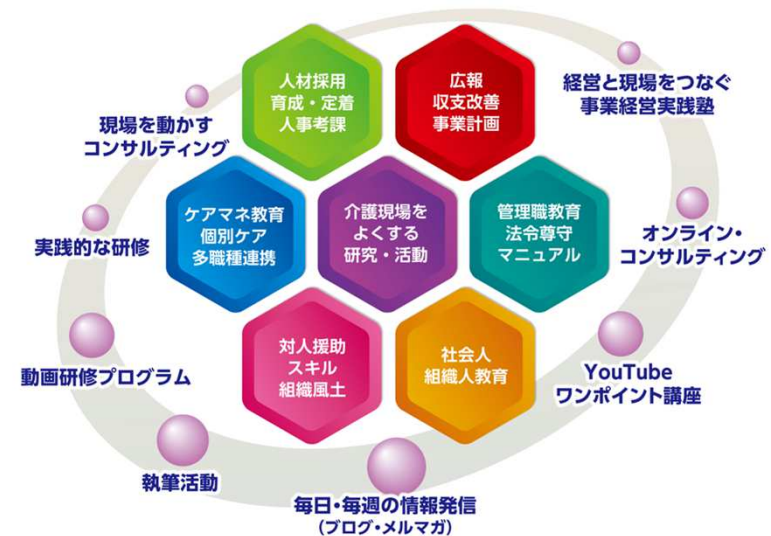 人材採用
育成・定着
人事考課
広報
収支改善
事業計画
経営と現場をつなぐ
事業経営実践塾
現場を動かす
コンサルティング
ケアマネ教育
個別ケア
多職種連携
介護現場を
よくする
研究・活動
管理職教育
法令尊守
マニュアル
実践的な研修
オンライン・
コンサルティング
対人援助
スキル
組織風土
社会人
組織人教育
動画研修プログラム
YouTube
ワンポイント講座
執筆活動
毎日・毎週の情報発信
(ブログ・メルマガ)